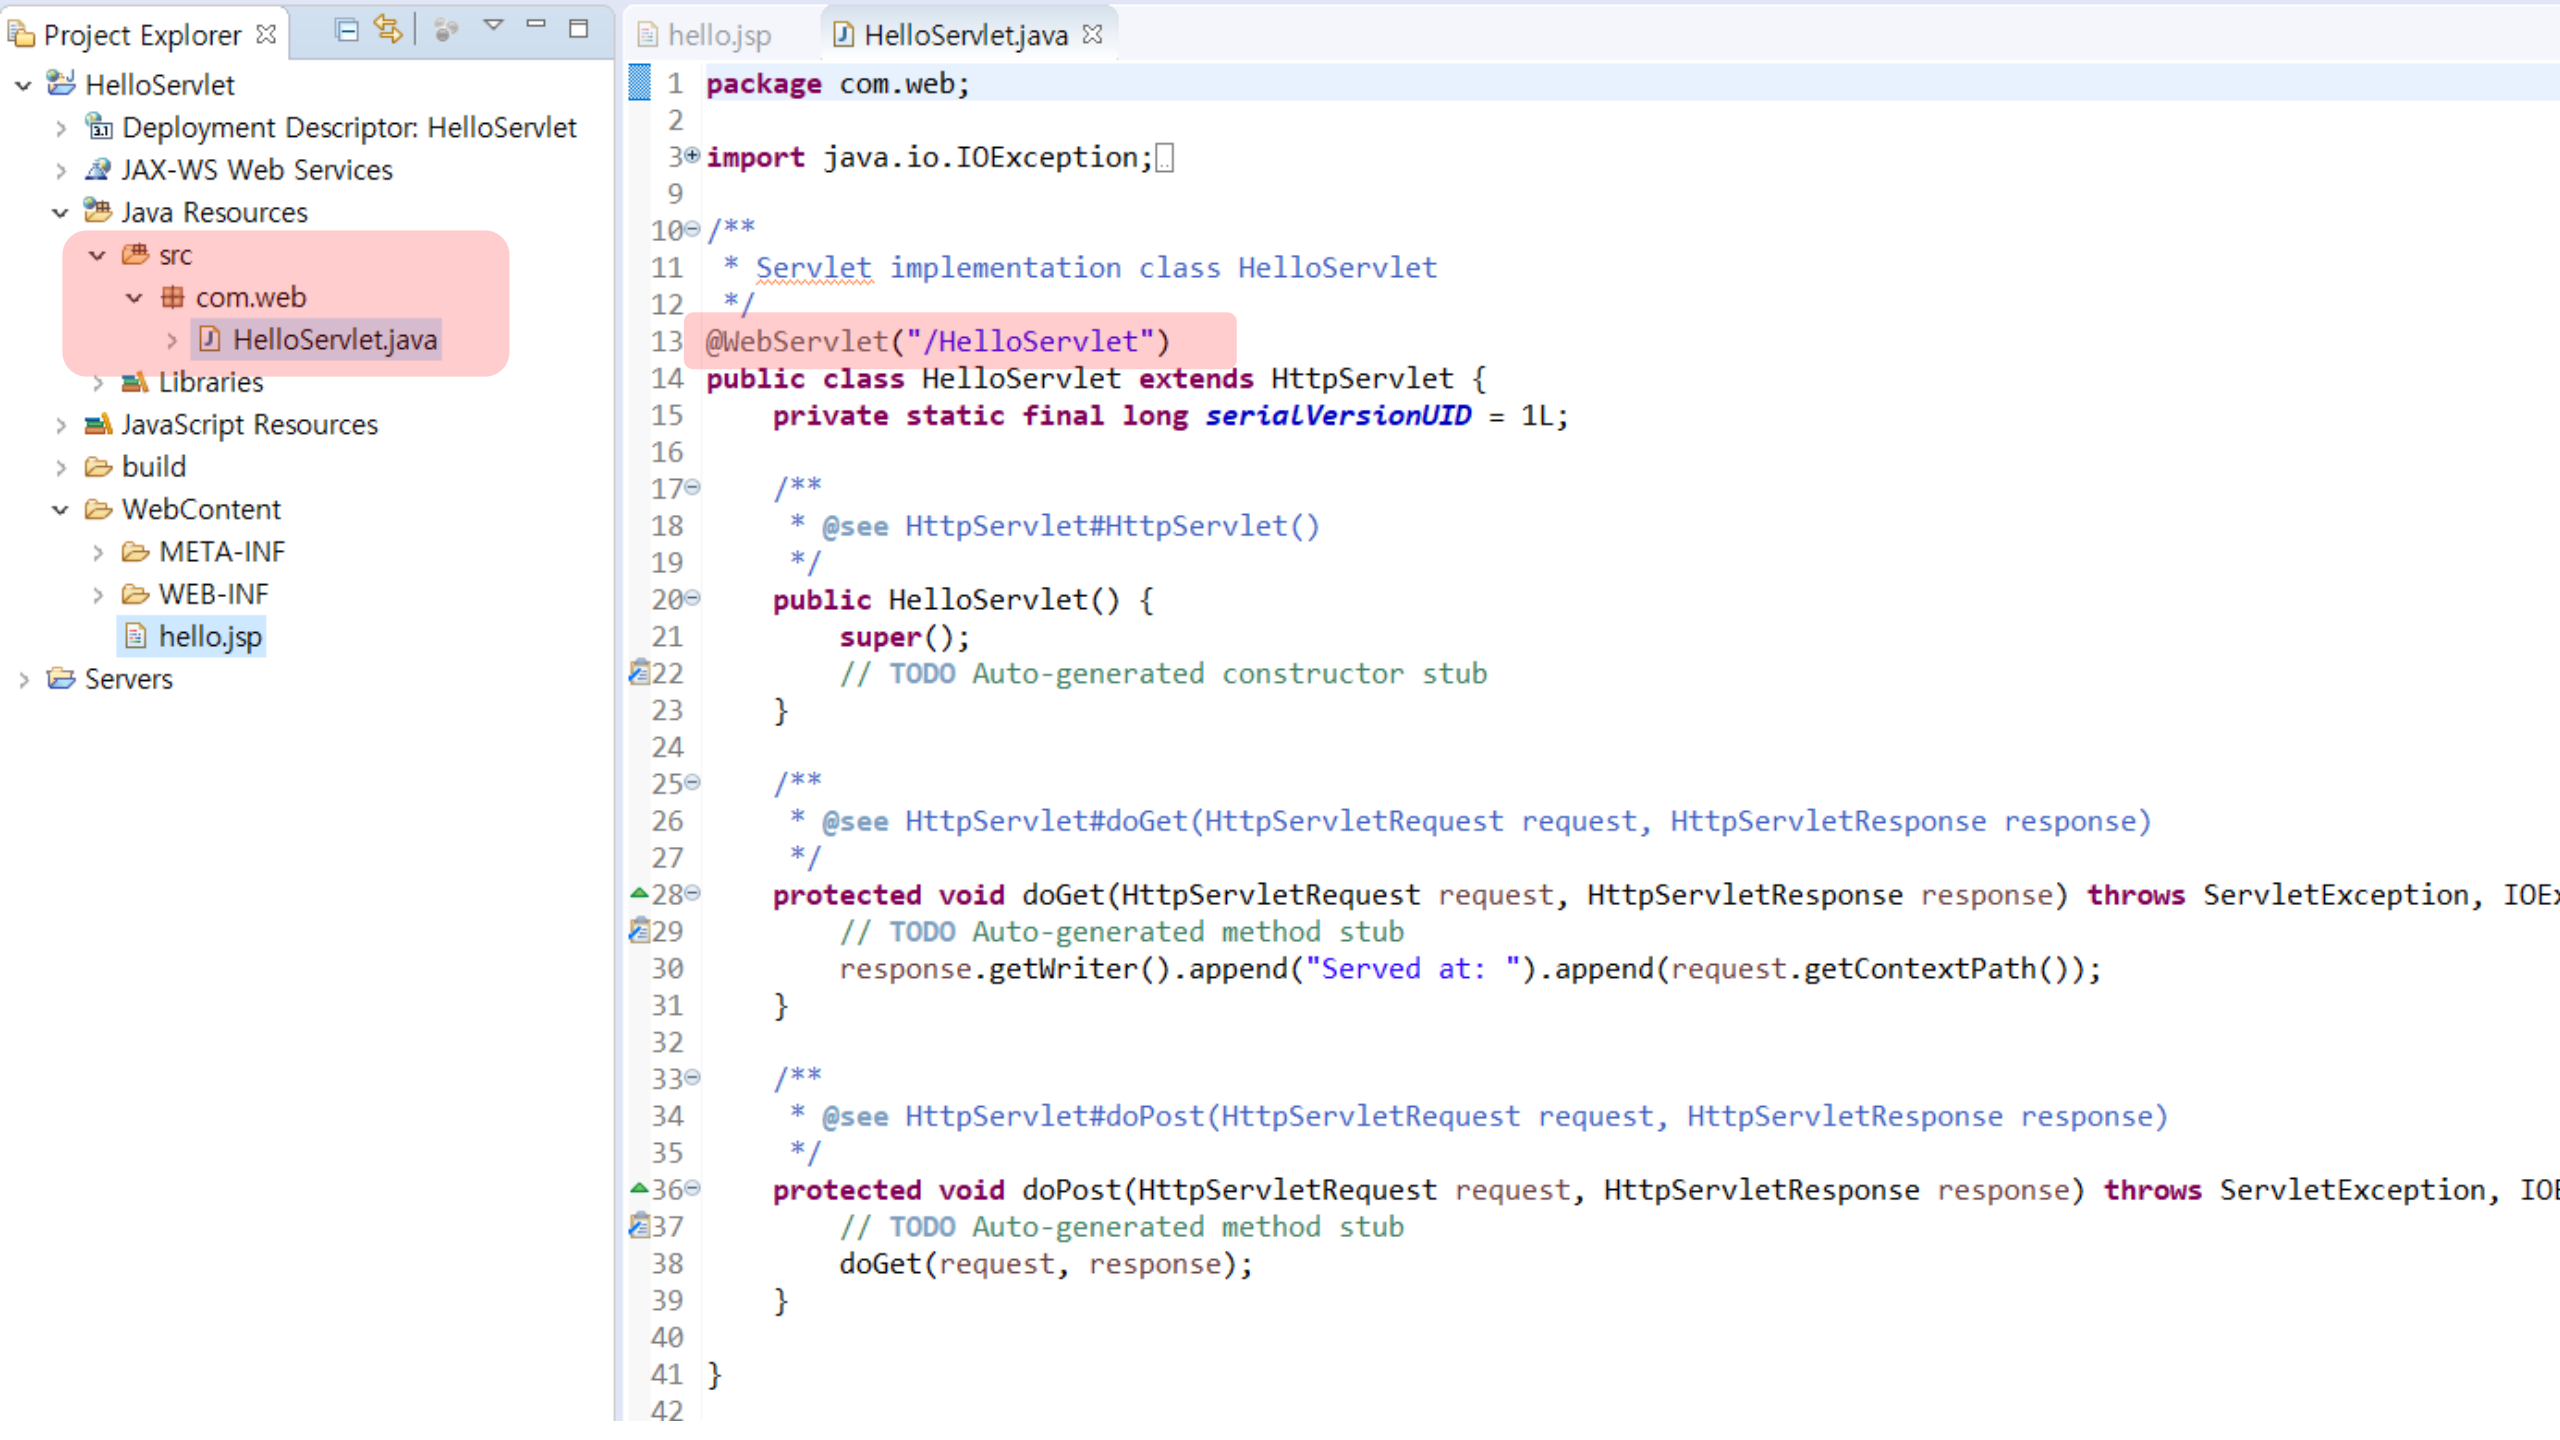 Project Explorer
HelloServlet
Deployment Descriptor: HelloServlet
JAX-WS Web Services
Java Resources
src
com.web
HelloServlet.java
Libraries
JavaScript Resources
build
WebContent
META-INF
WEB-INF
hello.jsp
Servers
hello.jsp HelloServlet.java
1 package com.web;
2
3 import java.io.IOException;
9
10 /**
11 * Servlet implementation class HelloServlet
12 */
13 @WebServlet("/HelloServlet")
14 public class HelloServlet extends HttpServlet {
15 private static final long serialVersionUID = 1L;
16
17 /**
18 * @see HttpServlet#HttpServlet()
19 */
20 public HelloServlet() {
21 super();
22 // TODO Auto-generated constructor stub
23 }
24
25 /**
26 * @see HttpServlet#doGet(HttpServletRequest request, HttpServletResponse response)
27 */
28 protected void doGet(HttpServletRequest request, HttpServletResponse response) throws ServletException, IOEx
29 // TODO Auto-generated method stub
30 response.getWriter().append("Served at: ").append(request.getContextPath());
31 }
32
33 /**
34 * @see HttpServlet#doPost(HttpServletRequest request, HttpServletResponse response)
35 */
36 protected void doPost(HttpServletRequest request, HttpServletResponse response) throws ServletException, IOE
37 // TODO Auto-generated method stub
38 doGet(request, response);
39 }
40
41 }
42